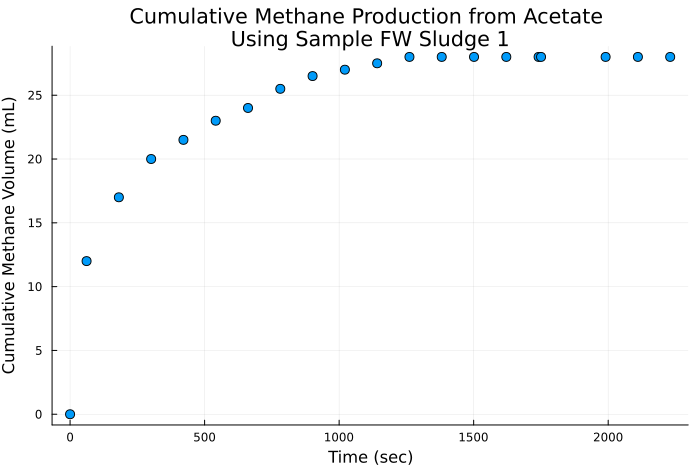 Cumulative Methane Production from Acetate
Using Sample FW Sludge 1
Cumulative Methane Volume (mL)
25
20
15
10
5
0
0 500 1000 1500 2000
Time (sec)